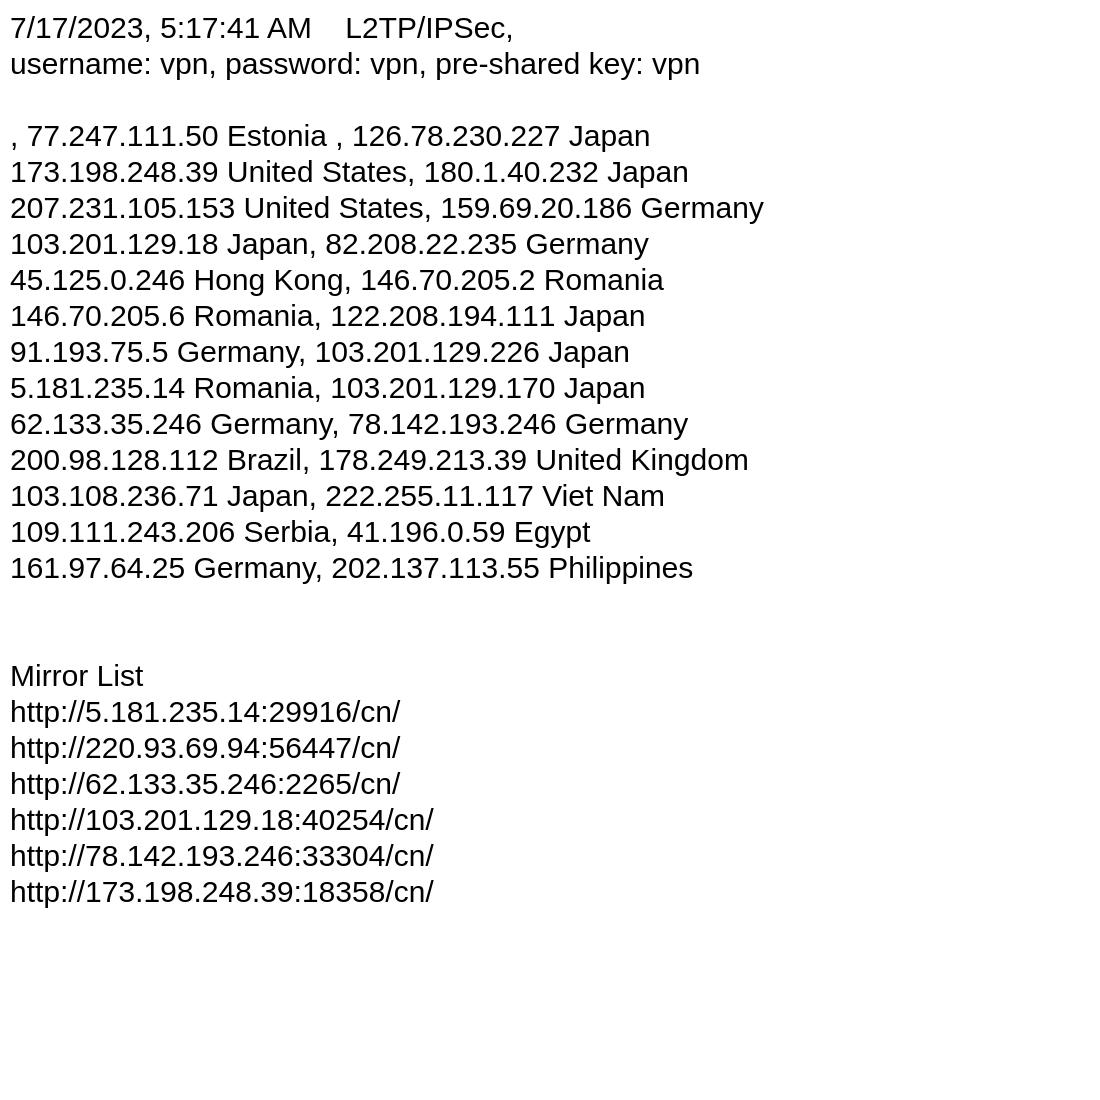 7/17/2023, 5:17:41 AM    L2TP/IPSec,
username: vpn, password: vpn, pre-shared key: vpn
, 77.247.111.50 Estonia , 126.78.230.227 Japan
173.198.248.39 United States, 180.1.40.232 Japan
207.231.105.153 United States, 159.69.20.186 Germany
103.201.129.18 Japan, 82.208.22.235 Germany
45.125.0.246 Hong Kong, 146.70.205.2 Romania
146.70.205.6 Romania, 122.208.194.111 Japan
91.193.75.5 Germany, 103.201.129.226 Japan
5.181.235.14 Romania, 103.201.129.170 Japan
62.133.35.246 Germany, 78.142.193.246 Germany
200.98.128.112 Brazil, 178.249.213.39 United Kingdom
103.108.236.71 Japan, 222.255.11.117 Viet Nam
109.111.243.206 Serbia, 41.196.0.59 Egypt
161.97.64.25 Germany, 202.137.113.55 Philippines
Mirror List
http://5.181.235.14:29916/cn/
http://220.93.69.94:56447/cn/
http://62.133.35.246:2265/cn/
http://103.201.129.18:40254/cn/
http://78.142.193.246:33304/cn/
http://173.198.248.39:18358/cn/